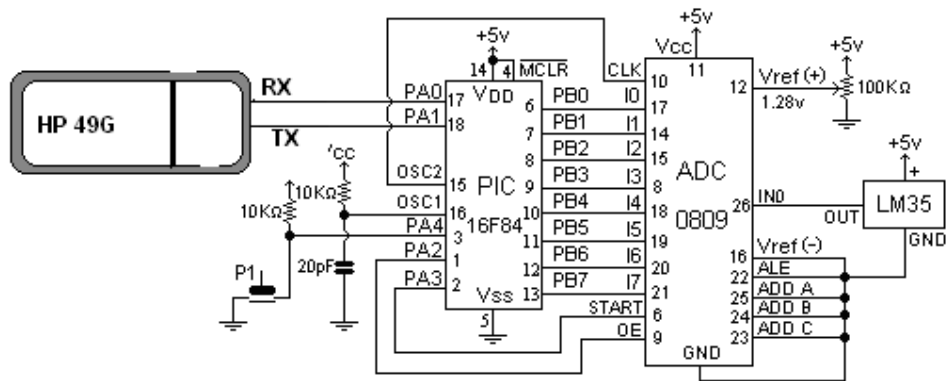 HP 49G
RX
TX
+5v
14
4
MCLR
VDD
PA0
17
PA1
18
OSC2
15
OSC1
16
PA4
3
PA2
1
PA3
2
PIC
16F84
VSS
5
10KΩ
10KΩ
20pF
P1
6
PB0
7
PB1
8
PB2
9
PB3
10
PB4
11
PB5
12
PB6
13
PB7
START
OE
CLK
10
I0
17
I1
14
I2
15
I3
8
I4
18
I5
19
I6
20
I7
21
6
9
+5v
Vcc
11
ADC
0809
GND
12
Vref(+)
1.28v
+5v
100KΩ
26
IN0
OUT
+5v
+
LM35
GND
16
Vref(-)
22
ALE
25
ADD A
24
ADD B
23
ADD C